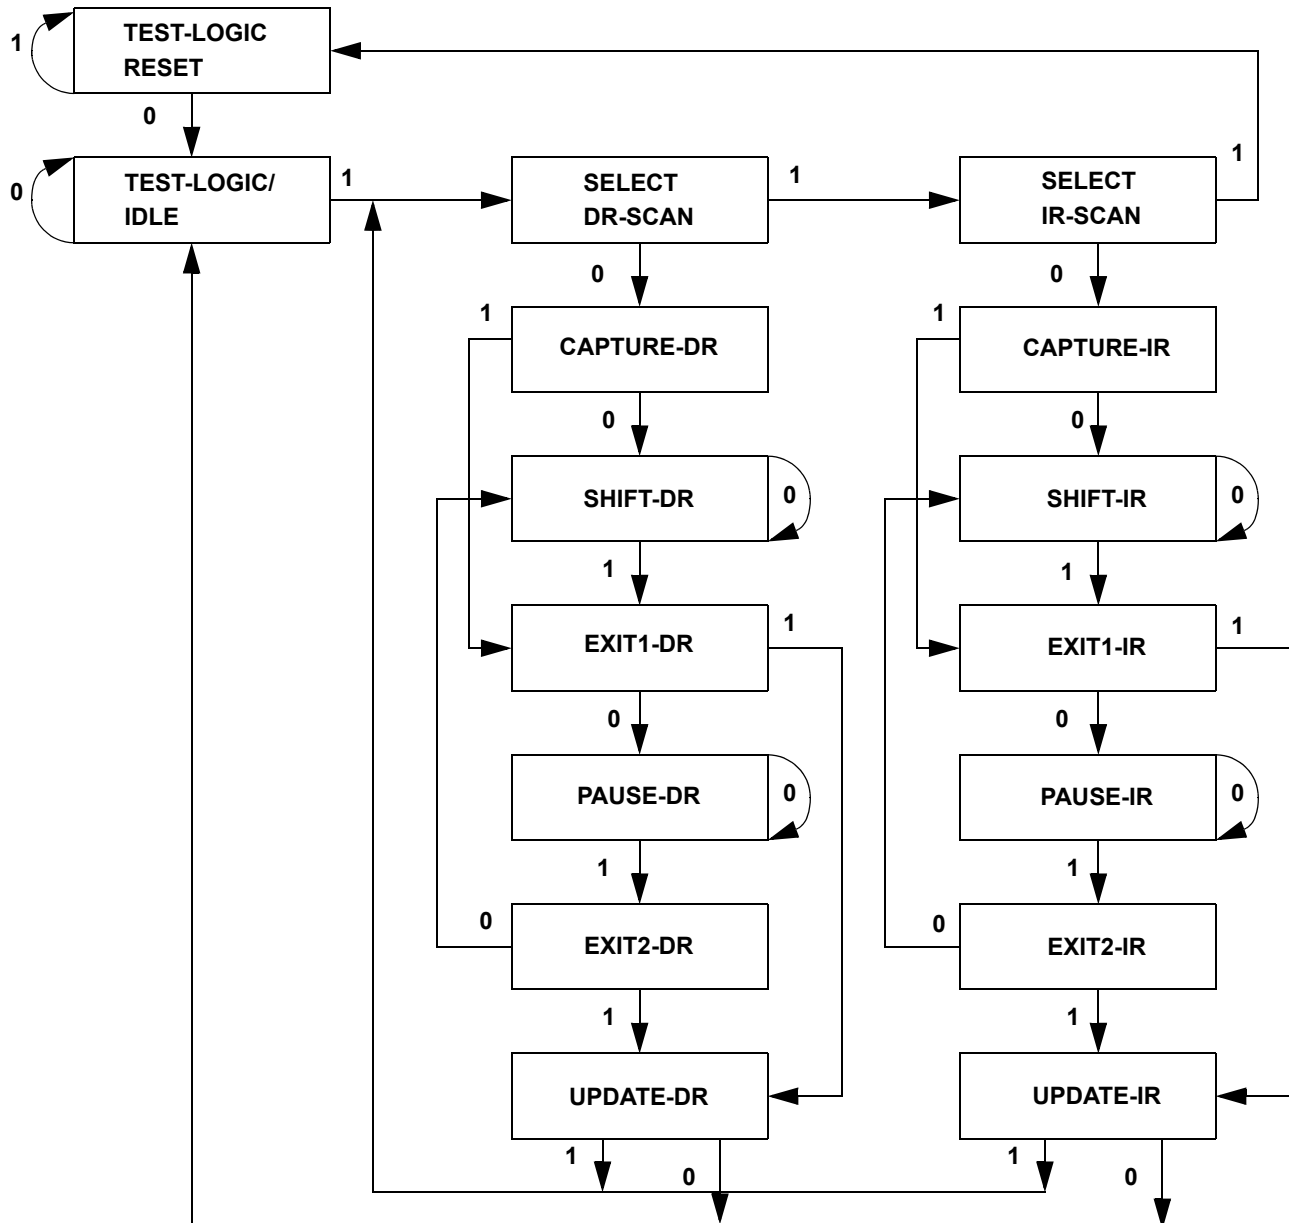 1
TEST-LOGIC
RESET
0
0
TEST-LOGIC/
IDLE
1
SELECT
DR-SCAN
1
SELECT
IR-SCAN
1
0
0
1
CAPTURE-DR
1
CAPTURE-IR
0
0
SHIFT-DR
0
SHIFT-IR
0
1
1
EXIT1-DR
1
EXIT1-IR
1
0
0
PAUSE-DR
0
PAUSE-IR
0
1
1
0
EXIT2-DR
0
EXIT2-IR
1
1
UPDATE-DR
UPDATE-IR
1
0
1
0